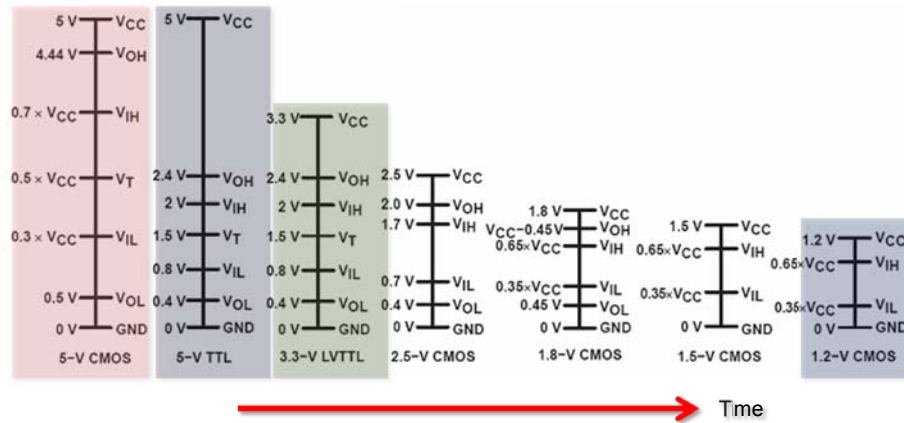 5 V VCC
4.44 V VOH
0.7 × VCC VIH
0.5 × VCC VT
0.3 × VCC VIL
0.5 V VOL
0 V GND
5–V CMOS
5 V VCC
2.4 V VOH
2 V VIH
1.5 V VT
0.8 V VIL
0.4 V VOL
0 V GND
5–V TTL
3.3 V VCC
2.4 V VOH
2 V VIH
1.5 V VT
0.8 V VIL
0.4 V VOL
0 V GND
3.3–V LVTTL
2.5 V VCC
2.0 V VOH
1.7 V VIH
0.7 V VIL
0.4 V VOL
0 V GND
2.5–V CMOS
1.8 V VCC
VCC–0.45 V VOH
0.65×VCC VIH
0.35×VCC VIL
0.45 V VOL
0 V GND
1.8–V CMOS
1.5 V VCC
0.65×VCC VIH
0.35×VCC VIL
0 V GND
1.5–V CMOS
1.2 V VCC
0.65×VCC VIH
0.35×VCC VIL
0 V GND
1.2–V CMOS
Time